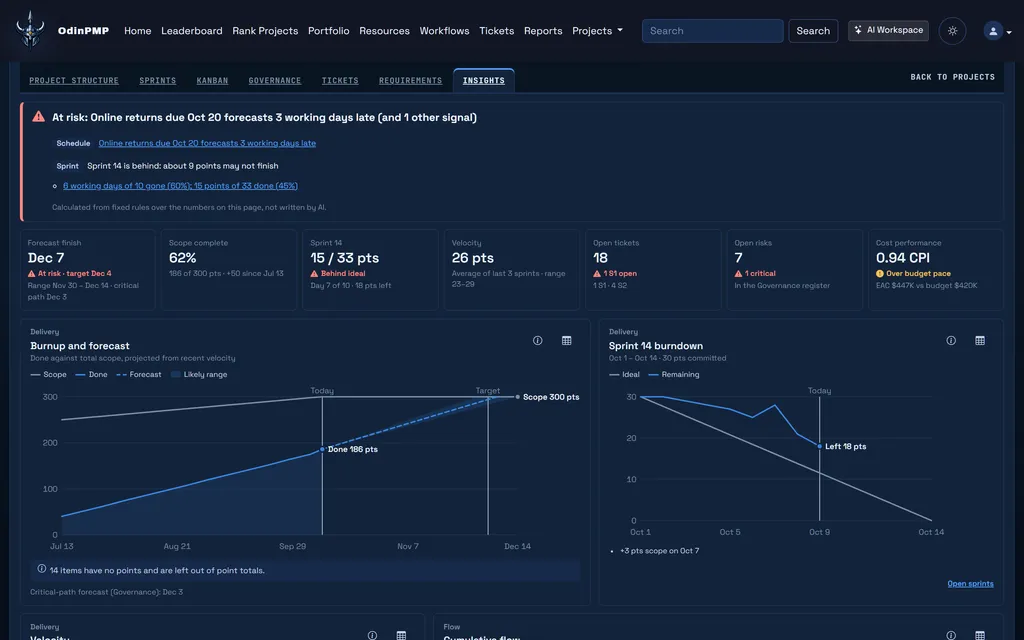 OdinPMP Home Leaderboard Rank Projects Portfolio Resources Workflows Tickets Reports Projects Search Search AI Workspace
PROJECT STRUCTURE SPRINTS KANBAN GOVERNANCE TICKETS REQUIREMENTS INSIGHTS BACK TO PROJECTS
At risk: Online returns due Oct 20 forecasts 3 working days late (and 1 other signal)
Schedule Online returns due Oct 20 forecasts 3 working days late
Sprint Sprint 14 is behind: about 9 points may not finish
6 working days of 10 gone (60%); 15 points of 33 done (45%)
Calculated from fixed rules over the numbers on this page, not written by AI.
Forecast finish
Dec 7
At risk · target Dec 4
Range Nov 30 – Dec 14 · critical
path Dec 3
Scope complete
62%
186 of 300 pts · +50 since Jul 13
Sprint 14
15 / 33 pts
Behind ideal
Day 7 of 10 · 18 pts left
Velocity
26 pts
Average of last 3 sprints · range
23–29
Open tickets
18
1 S1 open
1 S1 · 4 S2
Open risks
7
1 critical
In the Governance register
Cost performance
0.94 CPI
Over budget pace
EAC $447K vs budget $420K
Delivery
Burnup and forecast
Done against total scope, projected from recent velocity
Scope Done Forecast Likely range
Today Target
300
Scope 300 pts
200
Done 186 pts
100
0
Jul 13 Aug 21 Sep 29 Nov 7 Dec 14
14 items have no points and are left out of point totals.
Critical-path forecast (Governance): Dec 3
Delivery
Sprint 14 burndown
Oct 1 – Oct 14 · 30 pts committed
Ideal Remaining
Today
30
20
Left 18 pts
10
0
Oct 1 Oct 5 Oct 9 Oct 14
+3 pts scope on Oct 7
Open sprints
Delivery
Velocity
Flow
Cumulative flow